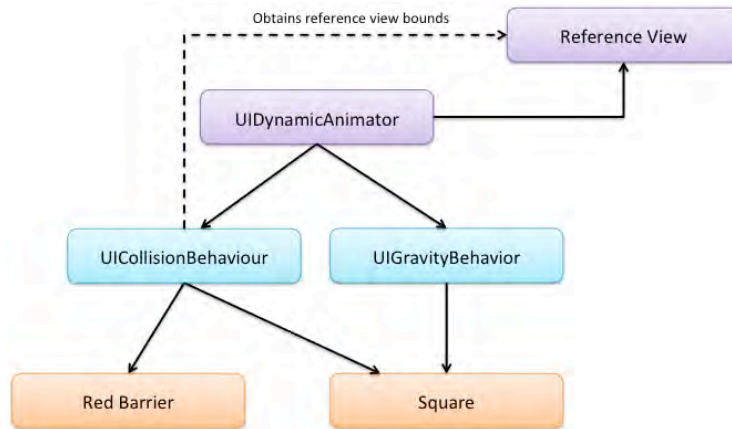 Obtains reference view bounds
Reference View
UIDynamicAnimator
UICollisionBehaviour
UIGravityBehavior
Red Barrier
Square